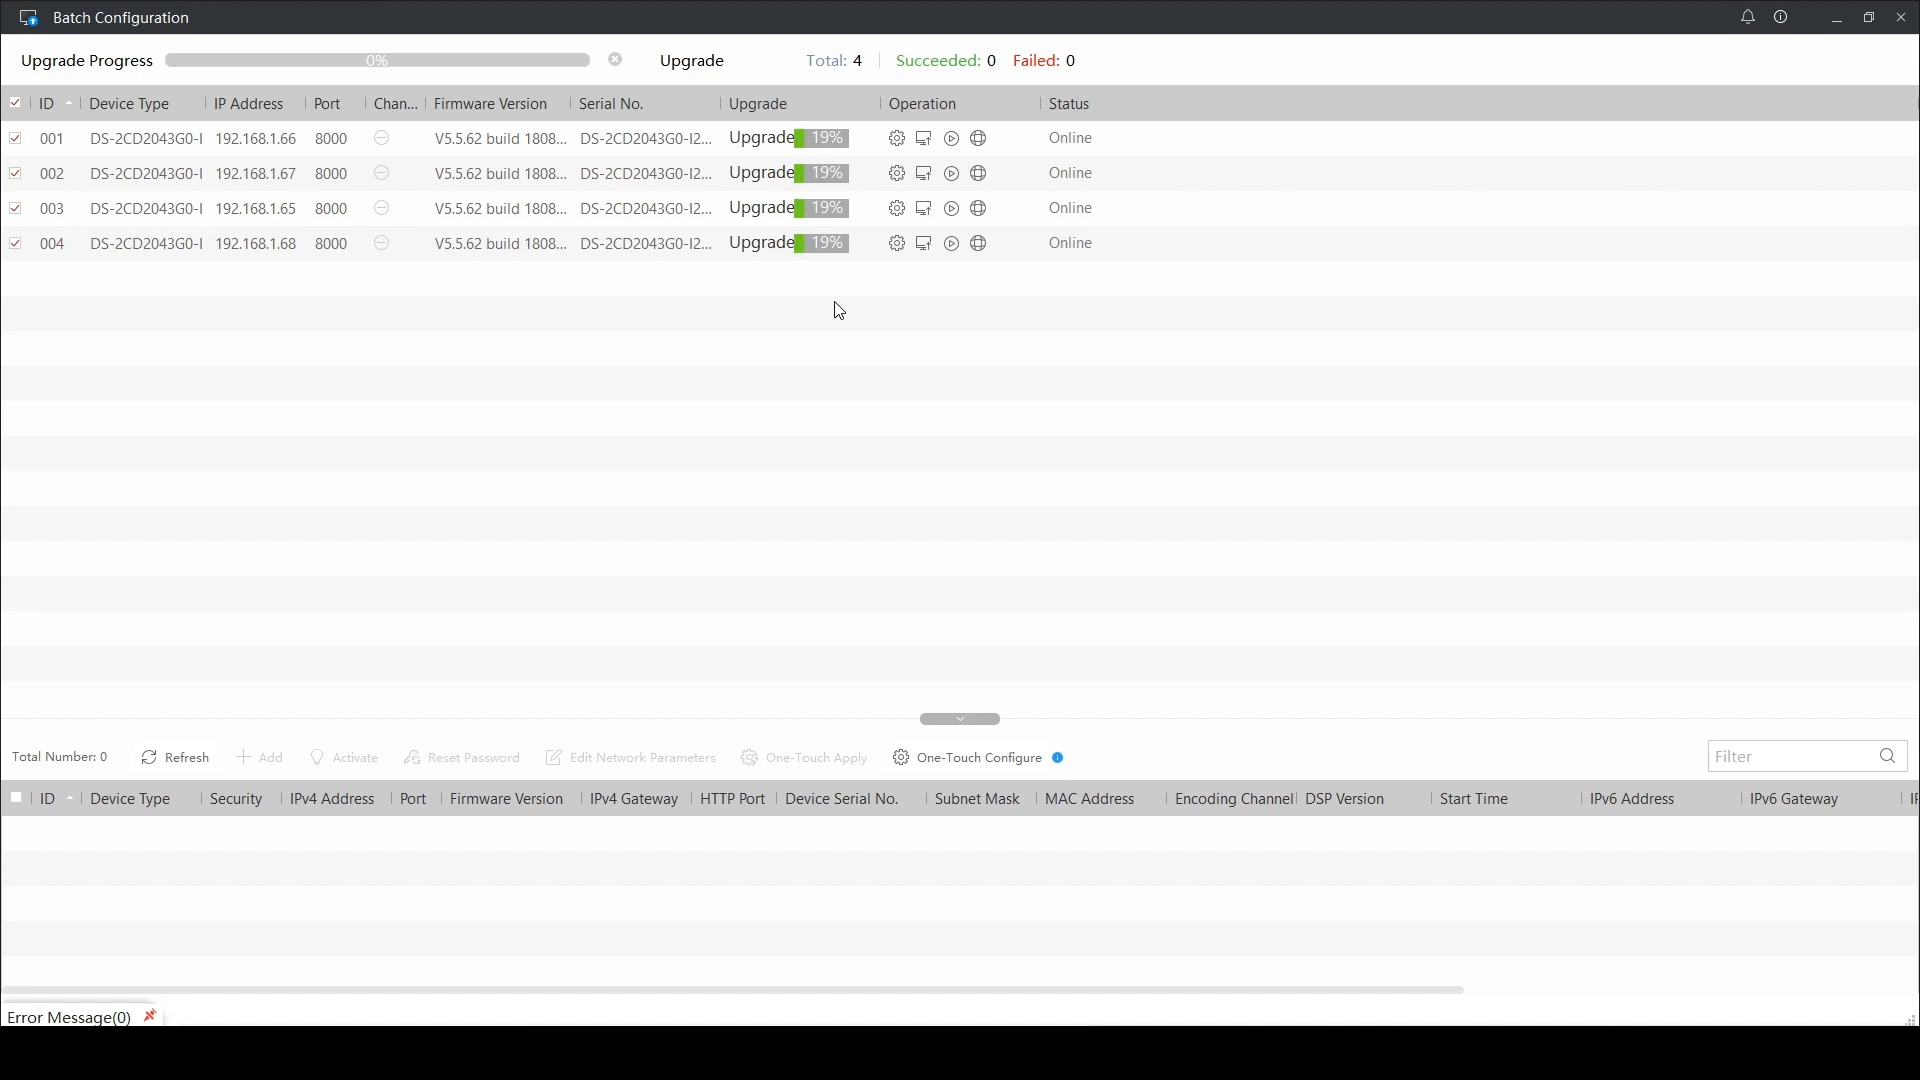 Batch Configuration
Upgrade Progress 0% Upgrade Total: 4 Succeeded: 0 Failed: 0
ID Device Type IP Address Port Chan... Firmware Version Serial No. Upgrade Operation Status
001 DS-2CD2043G0-I 192.168.1.66 8000 V5.5.62 build 1808... DS-2CD2043G0-I2... Upgrade 19% Online
002 DS-2CD2043G0-I 192.168.1.67 8000 V5.5.62 build 1808... DS-2CD2043G0-I2... Upgrade 19% Online
003 DS-2CD2043G0-I 192.168.1.65 8000 V5.5.62 build 1808... DS-2CD2043G0-I2... Upgrade 19% Online
004 DS-2CD2043G0-I 192.168.1.68 8000 V5.5.62 build 1808... DS-2CD2043G0-I2... Upgrade 19% Online
Total Number: 0 Refresh Add Activate Reset Password Edit Network Parameters One-Touch Apply One-Touch Configure Filter
ID Device Type Security IPv4 Address Port Firmware Version IPv4 Gateway HTTP Port Device Serial No. Subnet Mask MAC Address Encoding Channel DSP Version Start Time IPv6 Address IPv6 Gateway
Error Message(0)